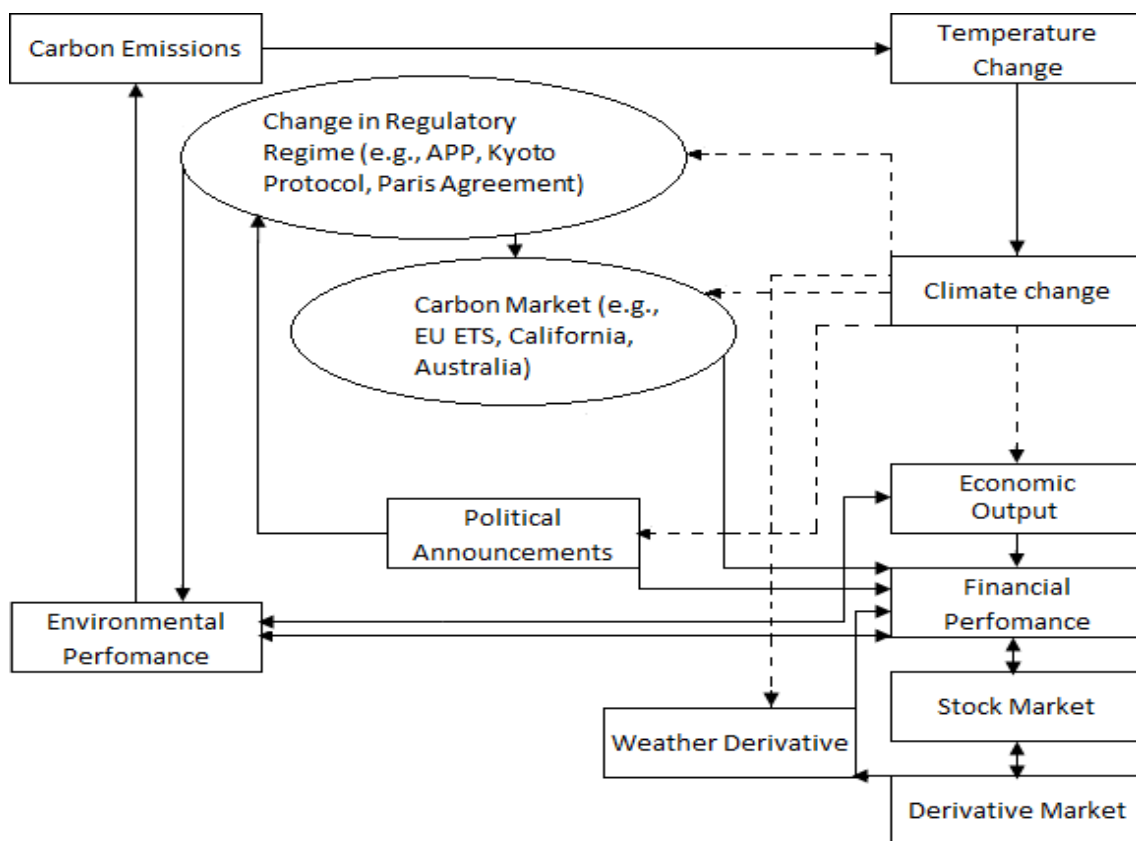 Carbon Emissions
Temperature
Change
Change in Regulatory
Regime (e.g., APP, Kyoto
Protocol, Paris Agreement)
Climate change
Carbon Market (e.g.,
EU ETS, California,
Australia)
Economic
Output
Political
Announcements
Financial
Perfomance
Environmental
Perfomance
Stock Market
Weather Derivative
Derivative Market